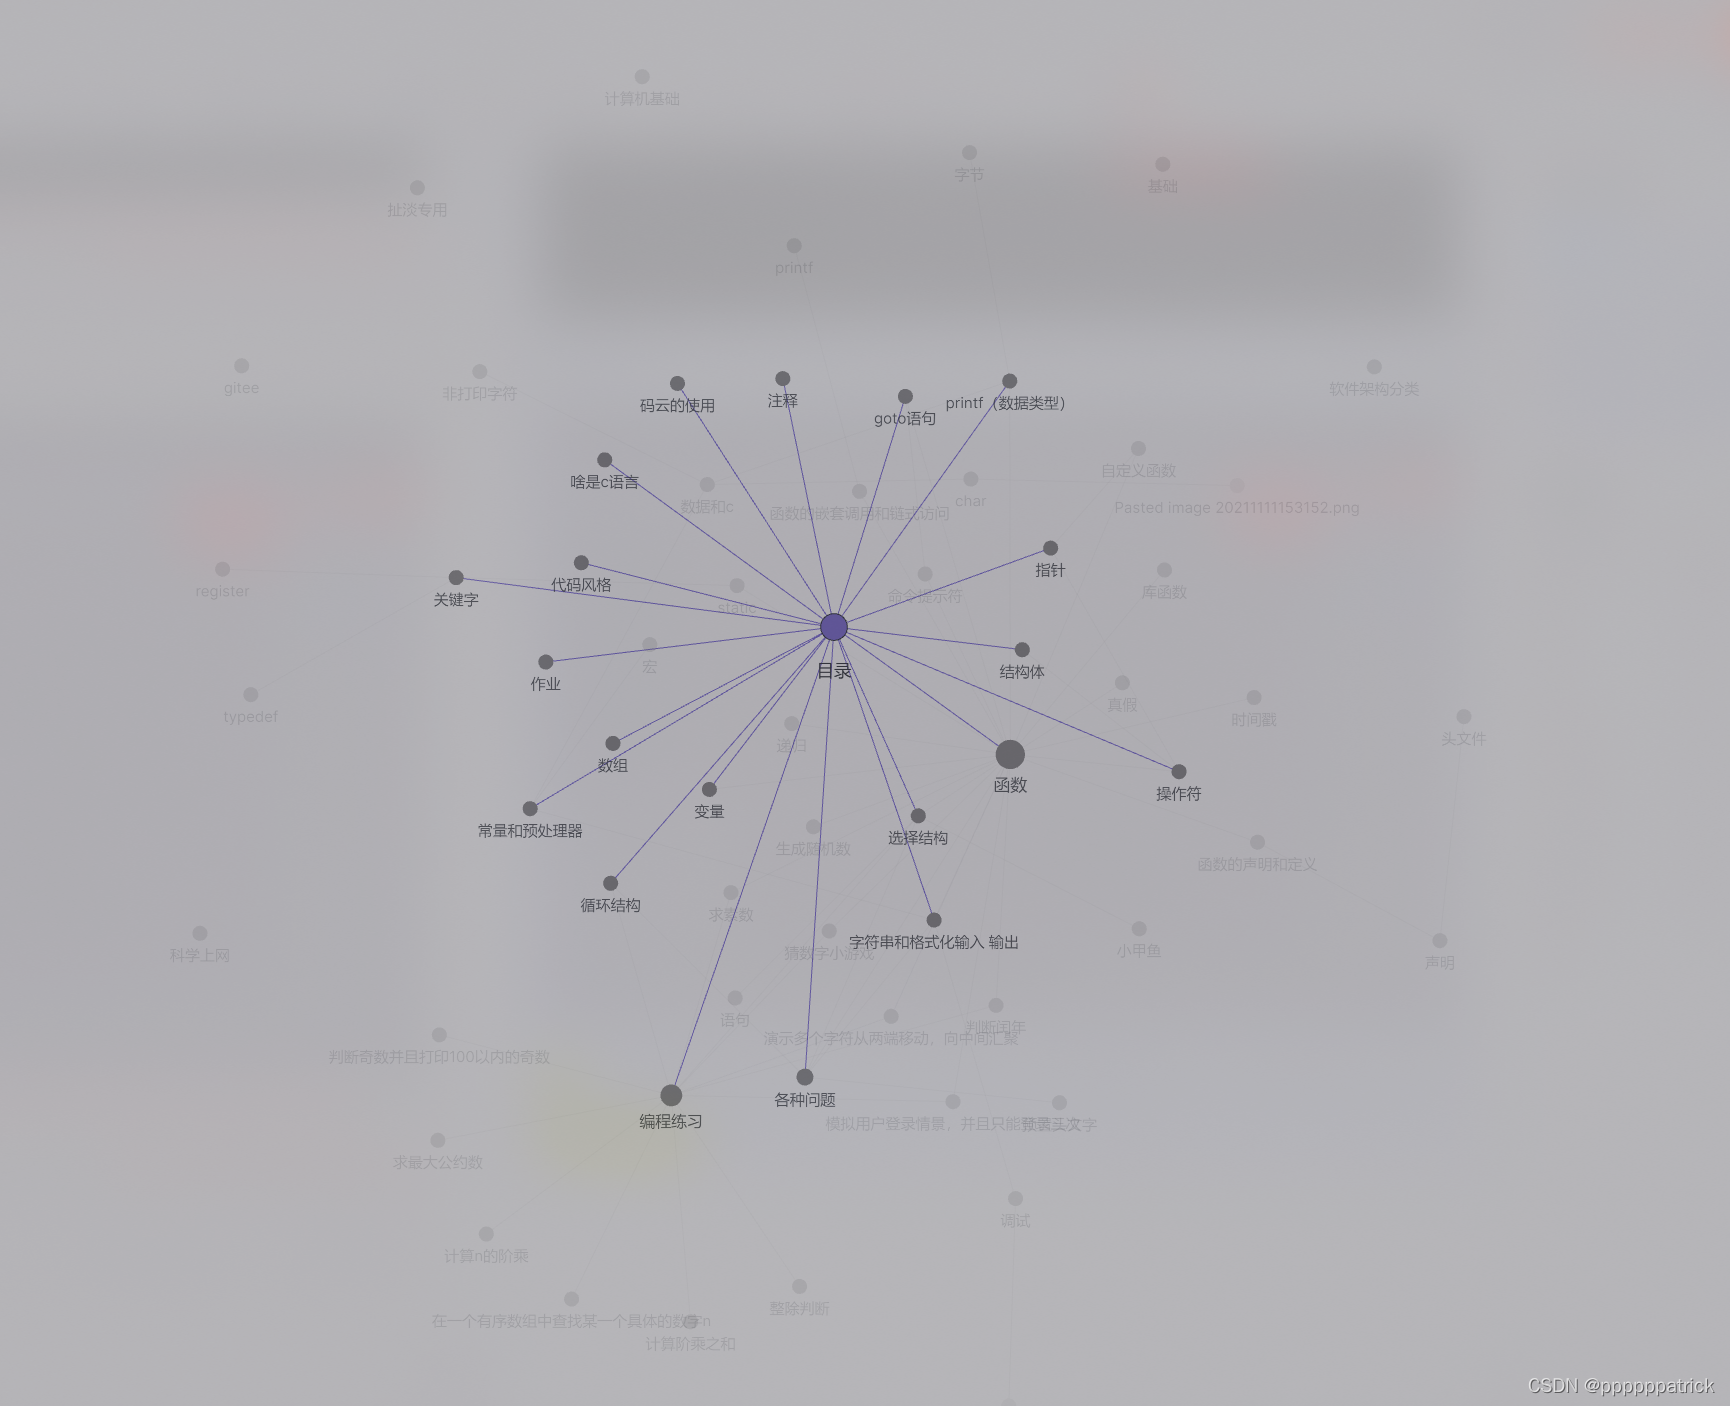 计算机基础
字节
基础
扯淡专用
printf
gitee
非打印字符
软件架构分类
码云的使用
注释
goto语句
printf（数据类型）
啥是c语言
数据和c
函数的嵌套调用和链式访问
char
自定义函数
Pasted image 20211111153152.png
register
关键字
代码风格
static
命令提示符
指针
库函数
作业
宏
目录
结构体
typedef
递归
真假
时间戳
头文件
数组
函数
操作符
常量和预处理器
变量
生成随机数
选择结构
函数的声明和定义
循环结构
求素数
猜数字小游戏
字符串和格式化输入 输出
小甲鱼
声明
科学上网
语句
演示多个字符从两端移动，向中间汇聚
判断闰年
判断奇数并且打印100以内的奇数
编程练习
各种问题
模拟用户登录情景，并且只能登录三次
求最大公约数
调试
计算n的阶乘
在一个有序数组中查找某一个具体的数字n
计算阶乘之和
整除判断
CSDN @ppppppatrick